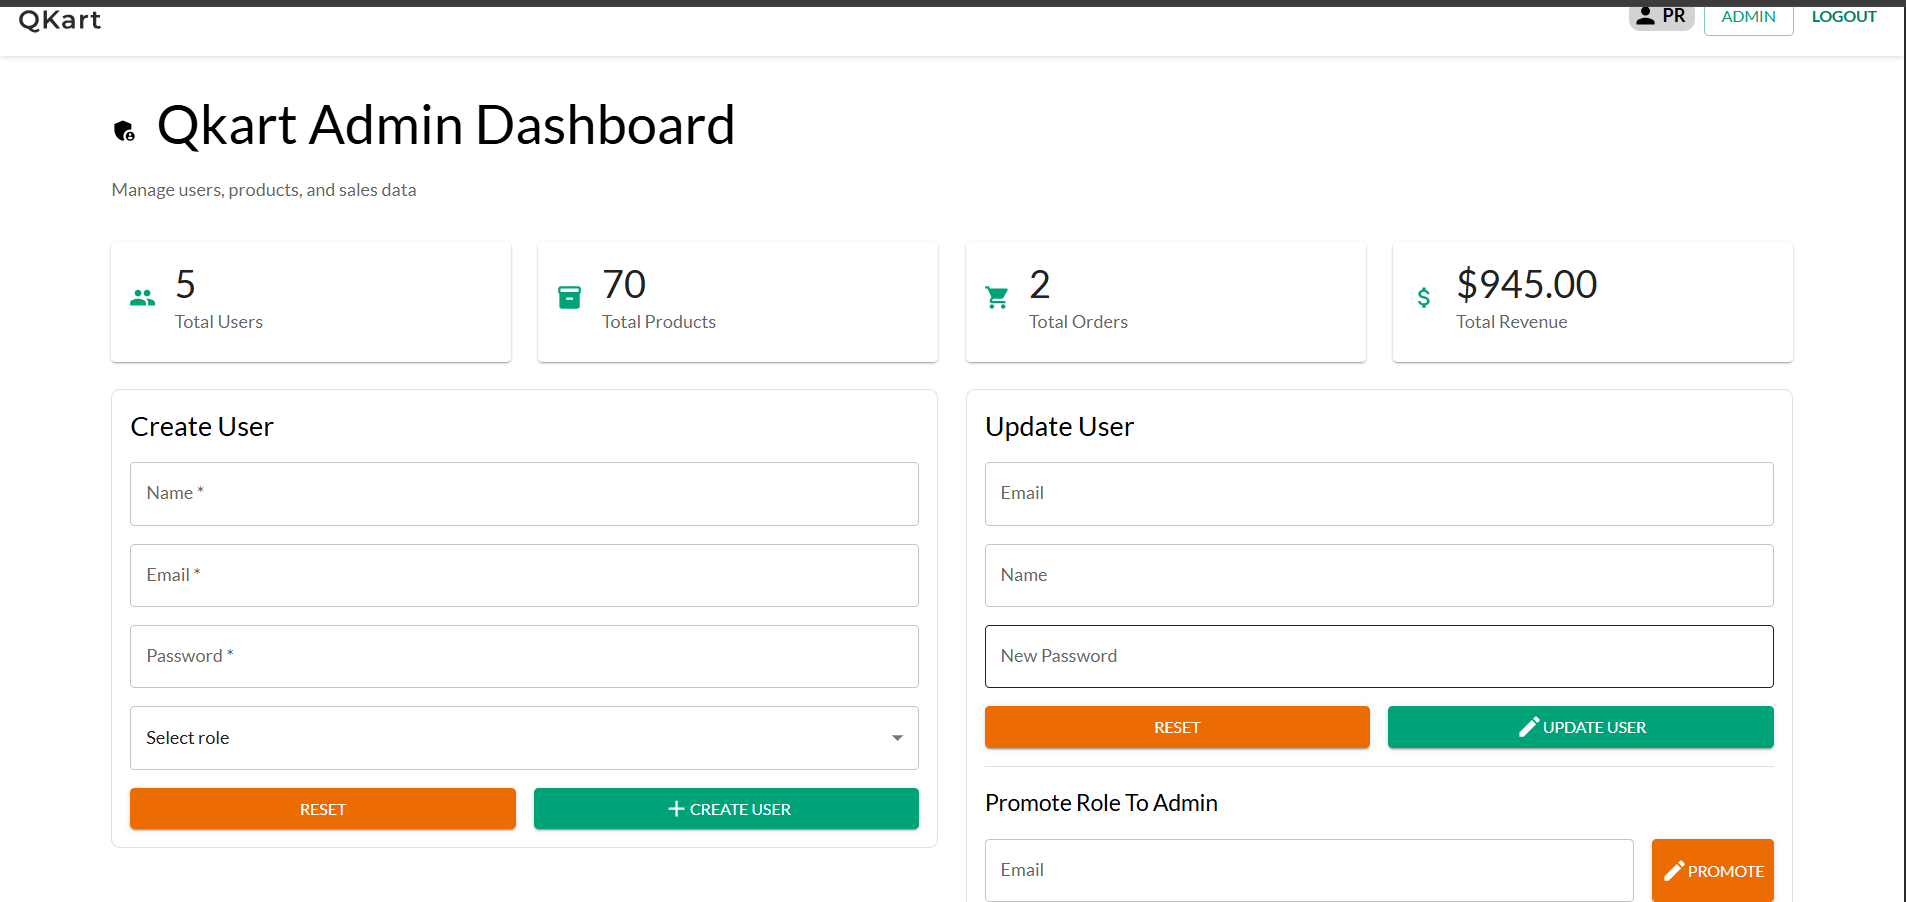 QKart
PR
ADMIN
LOGOUT
Qkart Admin Dashboard
Manage users, products, and sales data
5
Total Users
70
Total Products
2
Total Orders
$945.00
Total Revenue
Create User
Name *
Email *
Password *
Select role
RESET
CREATE USER
Update User
Email
Name
New Password
RESET
UPDATE USER
Promote Role To Admin
Email
PROMOTE